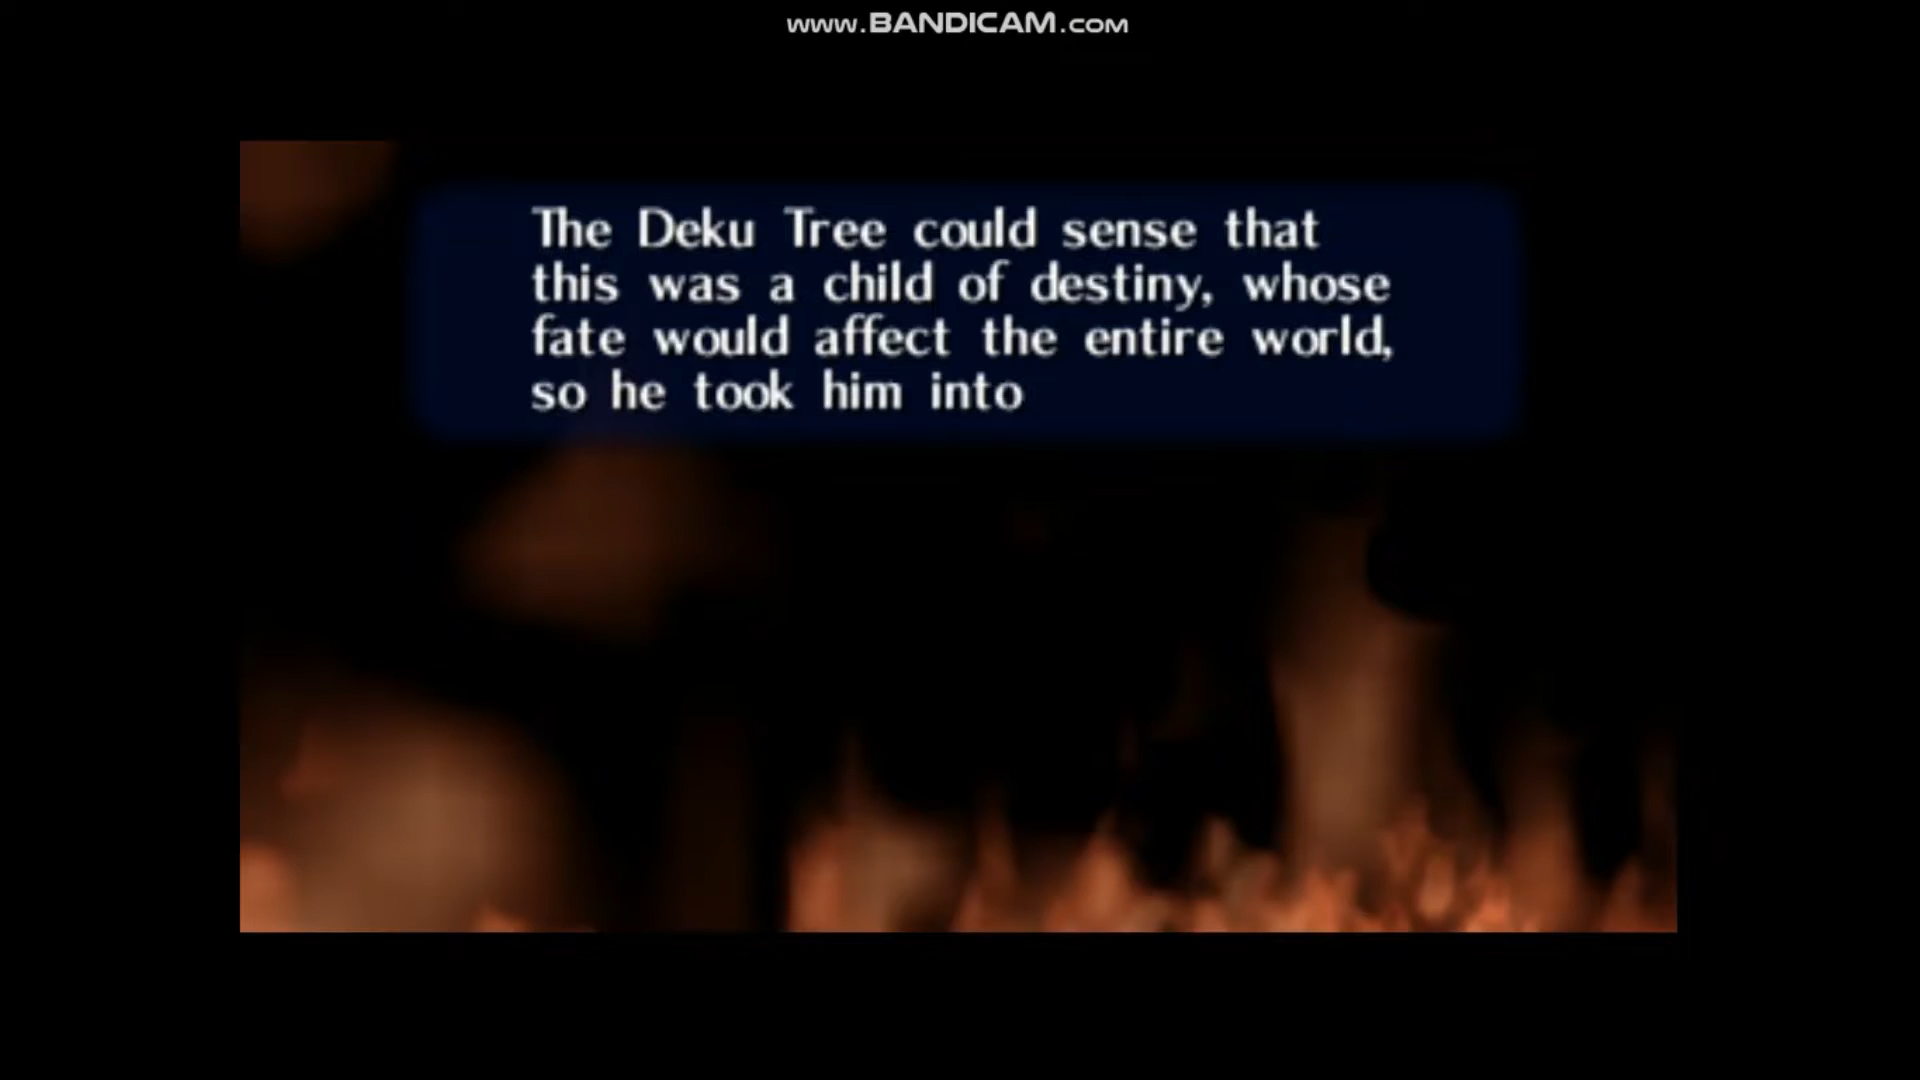 www.BANDICAM.com
The Deku Tree could sense that
this was a child of destiny, whose
fate would affect the entire world,
so he took him into